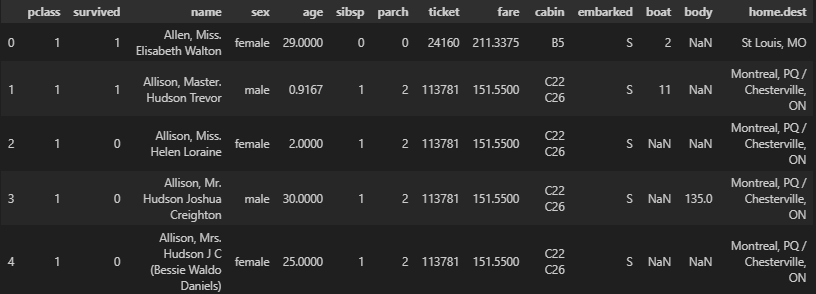 pclass survived name sex age sibsp parch ticket fare cabin embarked boat body home.dest
0 1 1 Allen, Miss. Elisabeth Walton female 29.0000 0 0 24160 211.3375 B5 S 2 NaN St Louis, MO
1 1 1 Allison, Master. Hudson Trevor male 0.9167 1 2 113781 151.5500 C22 C26 S 11 NaN Montreal, PQ / Chesterville, ON
2 1 0 Allison, Miss. Helen Loraine female 2.0000 1 2 113781 151.5500 C22 C26 S NaN NaN Montreal, PQ / Chesterville, ON
3 1 0 Allison, Mr. Hudson Joshua Creighton male 30.0000 1 2 113781 151.5500 C22 C26 S NaN 135.0 Montreal, PQ / Chesterville, ON
4 1 0 Allison, Mrs. Hudson J C (Bessie Waldo Daniels) female 25.0000 1 2 113781 151.5500 C22 C26 S NaN NaN Montreal, PQ / Chesterville, ON